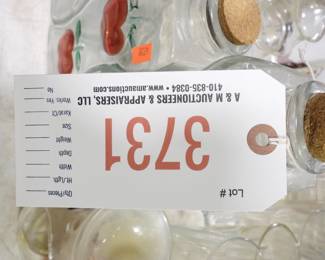 Lot #
3731
A & M AUCTIONEERS & APPRAISERS, LLC
410-835-0384 • www.amauctions.com
Qty/Pieces
Ht./Lgth.
Width
Depth
Weight
Size
Karat/Ct
Works: Yes
No